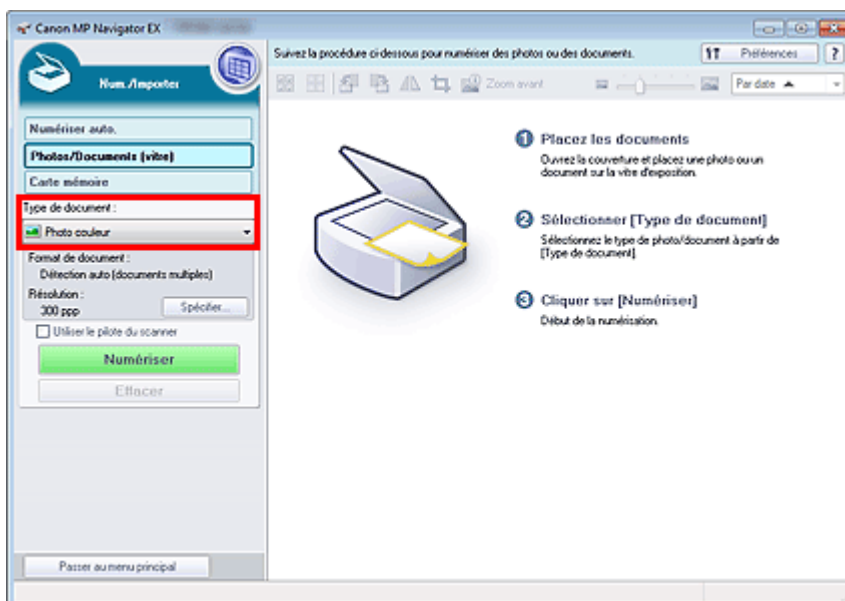 Canon MP Navigator EX
Num./Importer
Numériser auto.
Photos/Documents (vitre)
Carte mémoire
Type de document :
Photo couleur
Format de document :
Détection auto (documents multiples)
Résolution :
300 ppp
Spécifier...
Utiliser le pilote du scanner
Numériser
Effacer
Passer au menu principal
Suivez la procédure ci-dessous pour numériser des photos ou des documents.
Préférences
?
Zoom avant
Par date
1 Placez les documents
Ouvrez la couverture et placez une photo ou un
document sur la vitre d'exposition.
2 Sélectionner [Type de document]
Sélectionnez le type de photo/document à partir de
[Type de document].
3 Cliquer sur [Numériser]
Début de la numérisation.